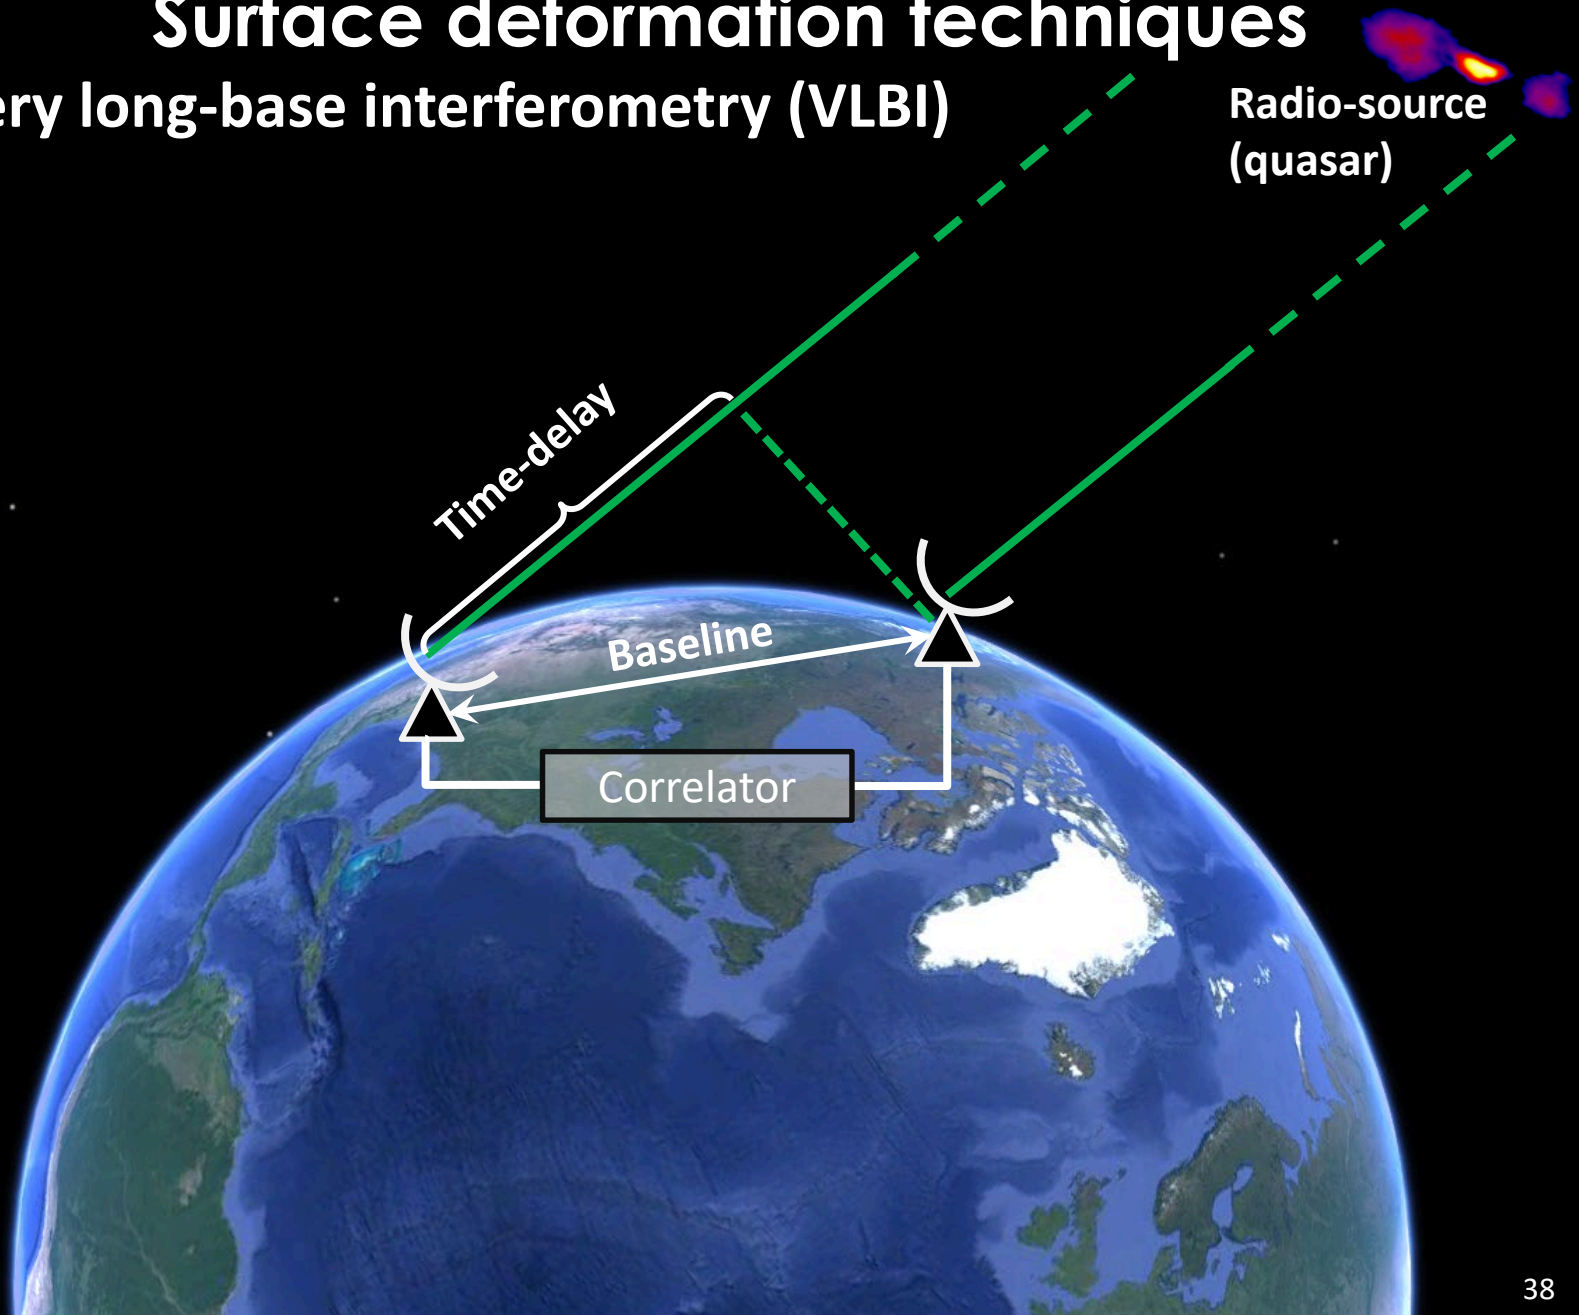 Surface deformation techniques
ery long-base interferometry (VLBI)
Radio-source
(quasar)
Time-delay
Baseline
Correlator
38